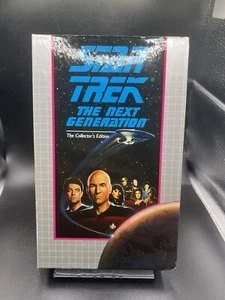 STAR
TREK
THE NEXT
GENERATION
The Collector's Edition